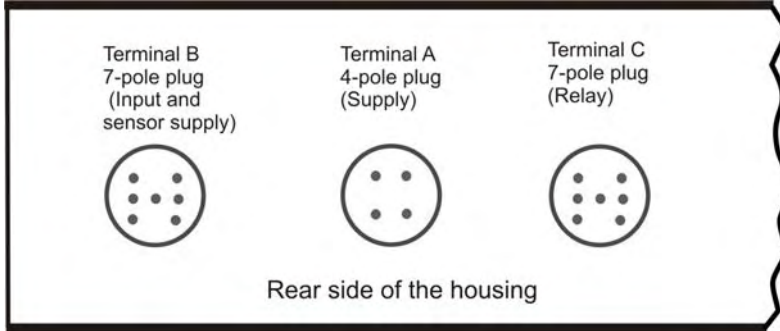 Terminal B
7-pole plug
(Input and
sensor supply)
Terminal A
4-pole plug
(Supply)
Terminal C
7-pole plug
(Relay)
Rear side of the housing